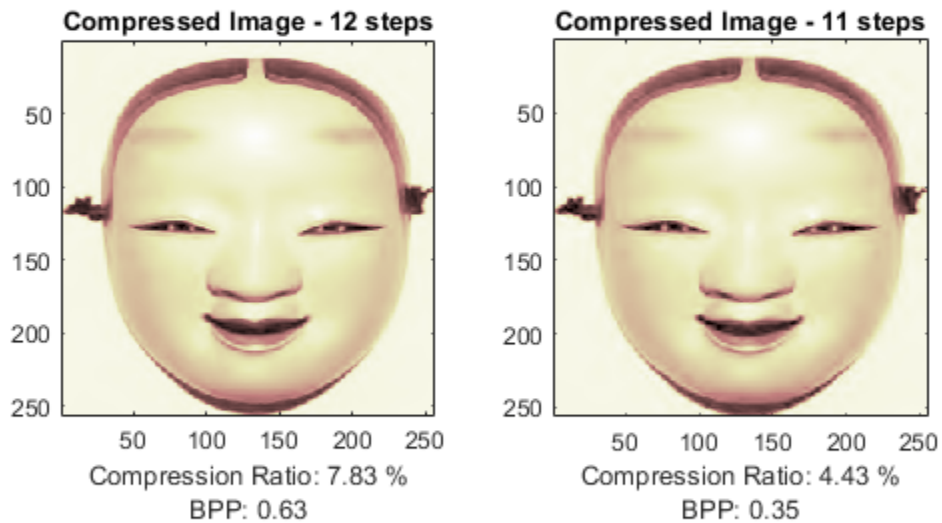 Compressed Image - 12 steps
50
100
150
200
250
50 100 150 200 250
Compression Ratio: 7.83 %
BPP: 0.63
Compressed Image - 11 steps
50
100
150
200
250
50 100 150 200 250
Compression Ratio: 4.43 %
BPP: 0.35